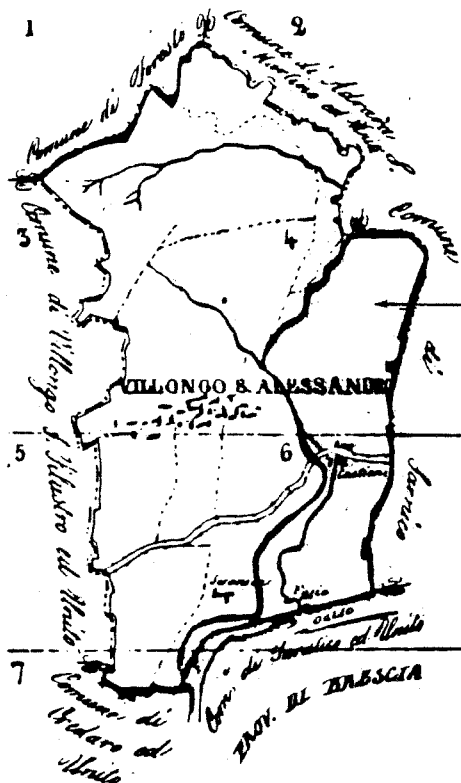 1
2
Comune di Foresto
Comune di Adrara
S. Martino ed Uniti
3
4
Comune
di
Sarnico
Comune di Villongo S. Filastro ed Uniti
VILLONGO S. ALESSANDRO
5
6
Oglio
Com. di Paratico ed Uniti
7
PROV. DI BRESCIA
Comune di
Credaro ed
Uniti